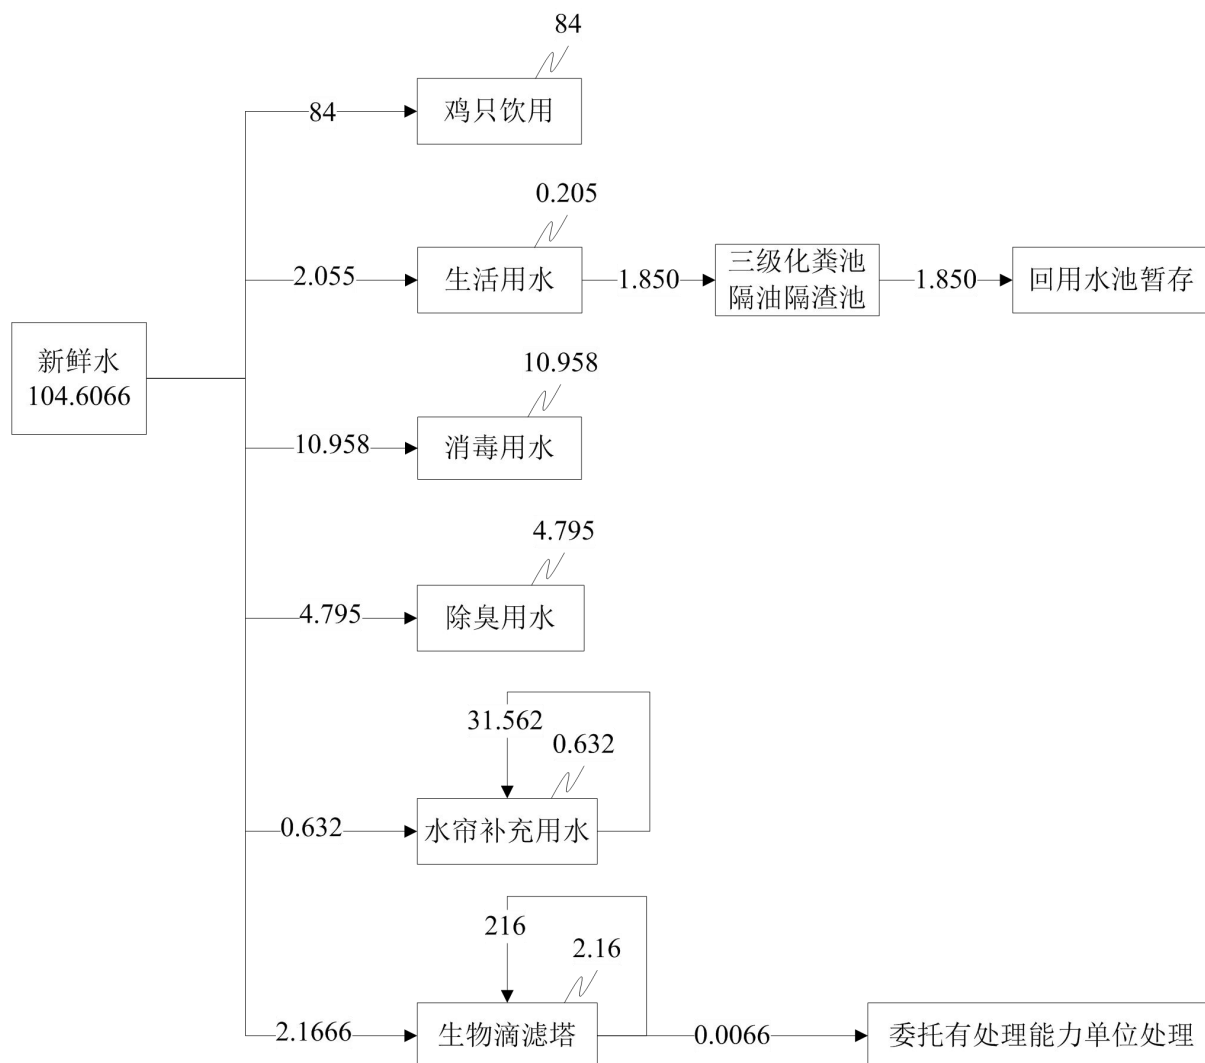 84
84
鸡只饮用
0.205
2.055
生活用水
1.850
三级化粪池
隔油隔渣池
1.850
回用水池暂存
新鲜水
104.6066
10.958
10.958
消毒用水
4.795
4.795
除臭用水
31.562
0.632
0.632
水帘补充用水
216
2.16
2.1666
生物滴滤塔
0.0066
委托有处理能力单位处理